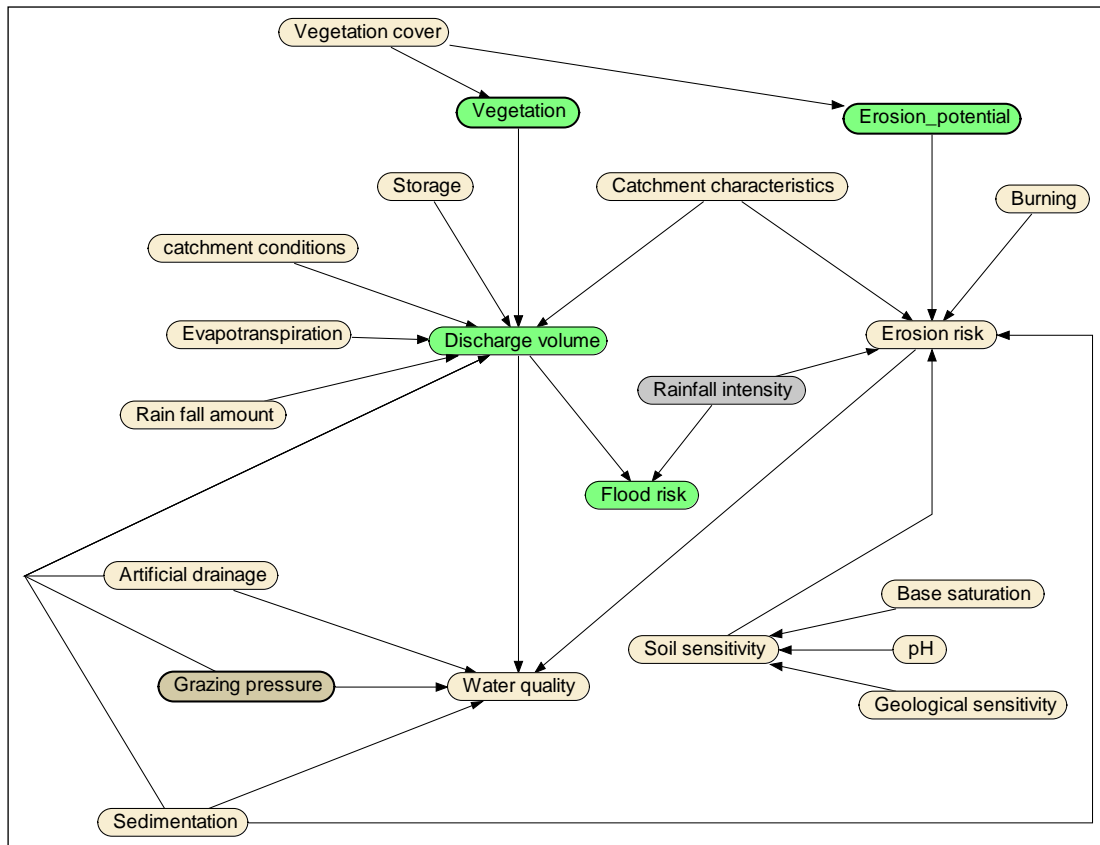 Vegetation cover
Vegetation
Erosion_potential
Storage
Catchment characteristics
Burning
catchment conditions
Evapotranspiration
Discharge volume
Erosion risk
Rainfall intensity
Rain fall amount
Flood risk
Artificial drainage
Base saturation
Soil sensitivity
pH
Grazing pressure
Water quality
Geological sensitivity
Sedimentation